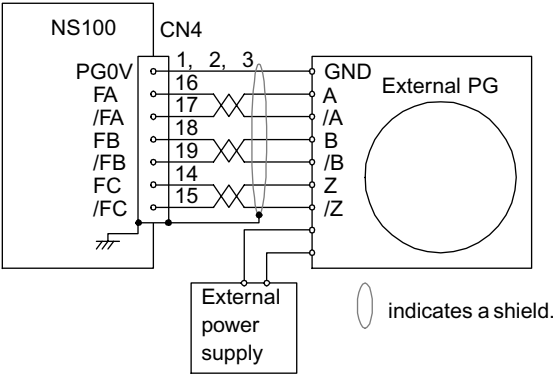 NS100
CN4
PG0V
1, 2, 3
GND
FA
16
A
/FA
17
/A
FB
18
B
/FB
19
/B
FC
14
Z
/FC
15
/Z
External PG
External
power
supply
indicates a shield.